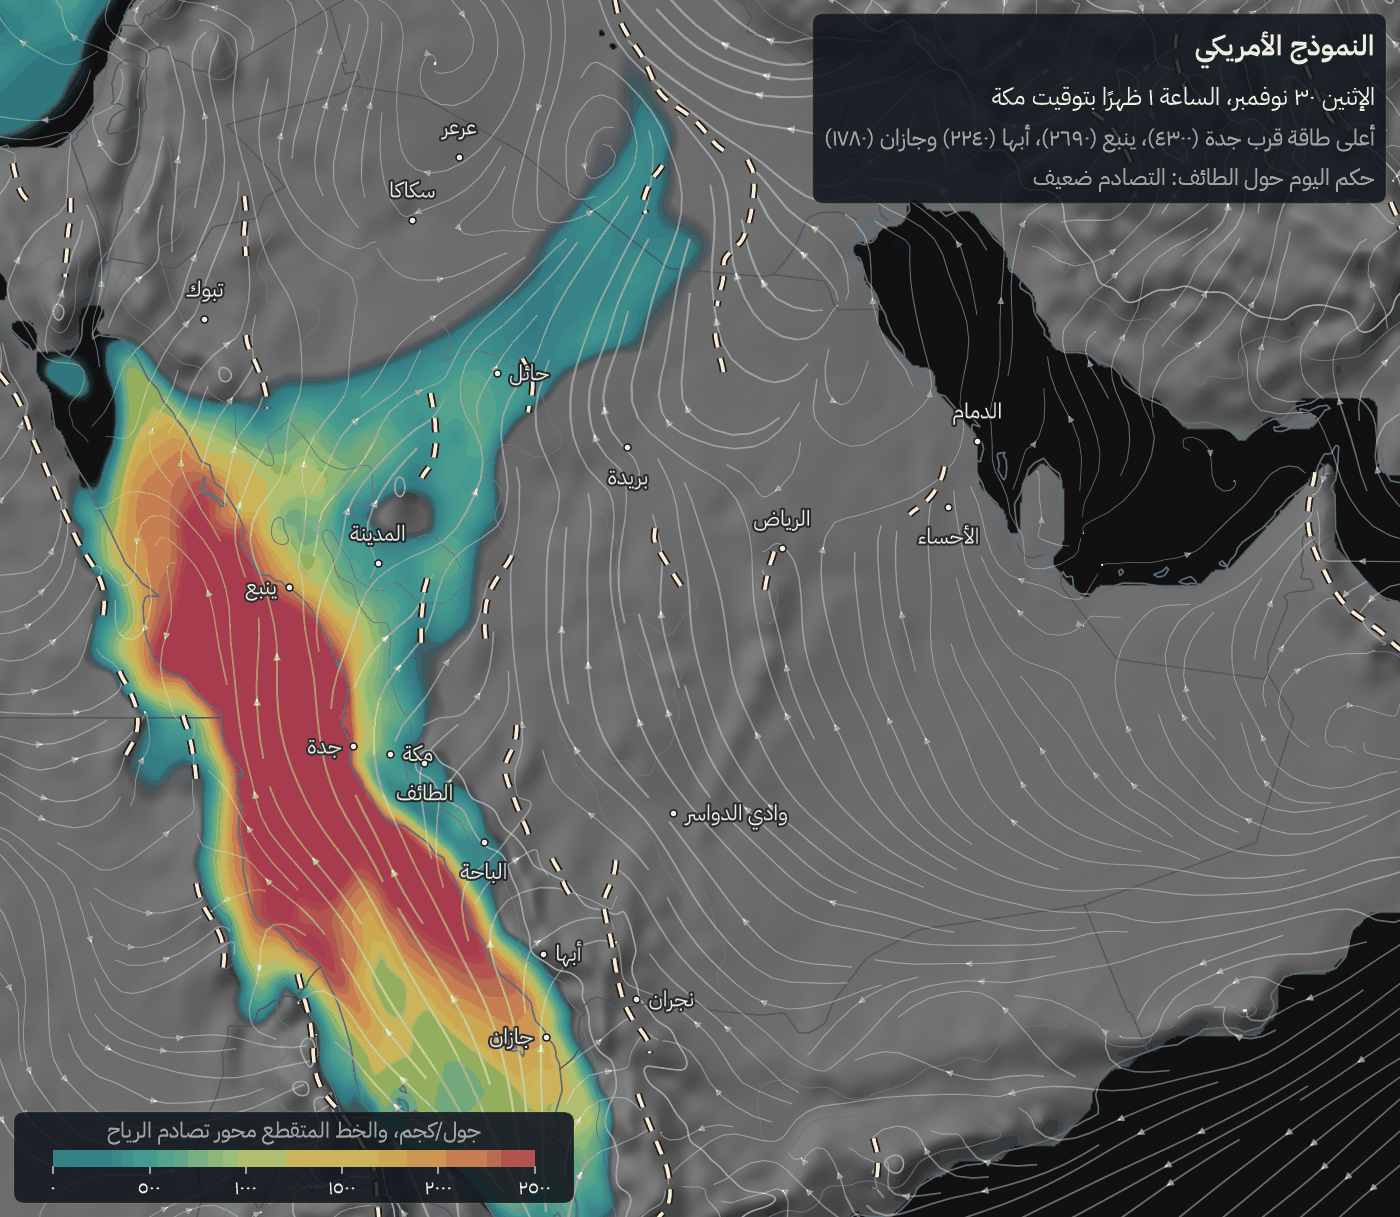 النموذج الأمريكي
الإثنين ٣٠ نوفمبر، الساعة ١ ظهرًا بتوقيت مكة
أعلى طاقة قرب جدة (٤٣٠٠)، ينبع (٢٦٩٠)، أبها (٢٢٤٠) وجازان (١٧٨٠)
حكم اليوم حول الطائف: التصادم ضعيف
عرعر
سكاكا
تبوك
حائل
الدمام
بريدة
الرياض
المدينة
الأحساء
ينبع
جدة
مكة
الطائف
وادي الدواسر
الباحة
أبها
نجران
جازان
جول/كجم، والخط المتقطع محور تصادم الرياح
٠ ٥٠٠ ١٠٠٠ ١٥٠٠ ٢٠٠٠ ٢٥٠٠